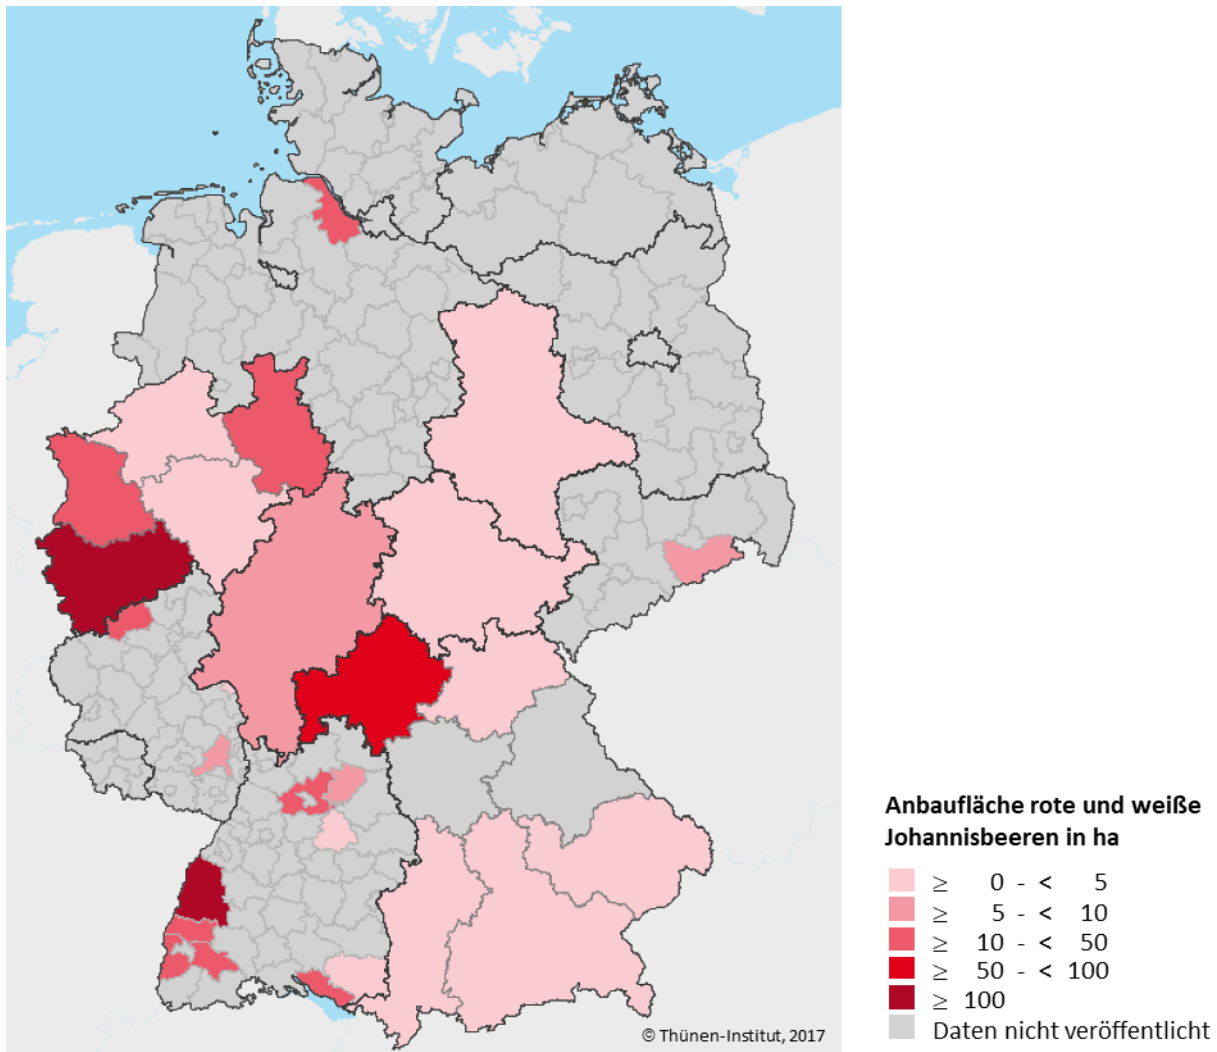 Anbaufläche rote und weiße
Johannisbeeren in ha
≥ 0 - < 5
≥ 5 - < 10
≥ 10 - < 50
≥ 50 - < 100
≥ 100
Daten nicht veröffentlicht
© Thünen-Institut, 2017